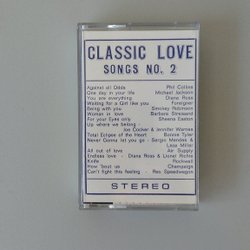 CLASSIC LOVE
SONGS NO. 2
Against all Odds Phil Collins
One day in your life Michael Jackson
You are everything Diana Ross
Waiting for a Girl like you Foreigner
Being with you Smokey Robinson
Woman in love Barbara Streisand
For your Eyes only Sheena Easton
Up where we belong -
Joe Cocker & Jennifer Warnes
Total Eclipse of the Heart Bonnie Tyler
Never Gonna let you go - Sergio Mendes &
Leza Miller
All out of love Air Supply
Endless love - Diana Ross & Lionel Richie
Knife Rockwell
How 'bout us Champaign
Can't fight this feeling - Reo Speedwagon
STEREO